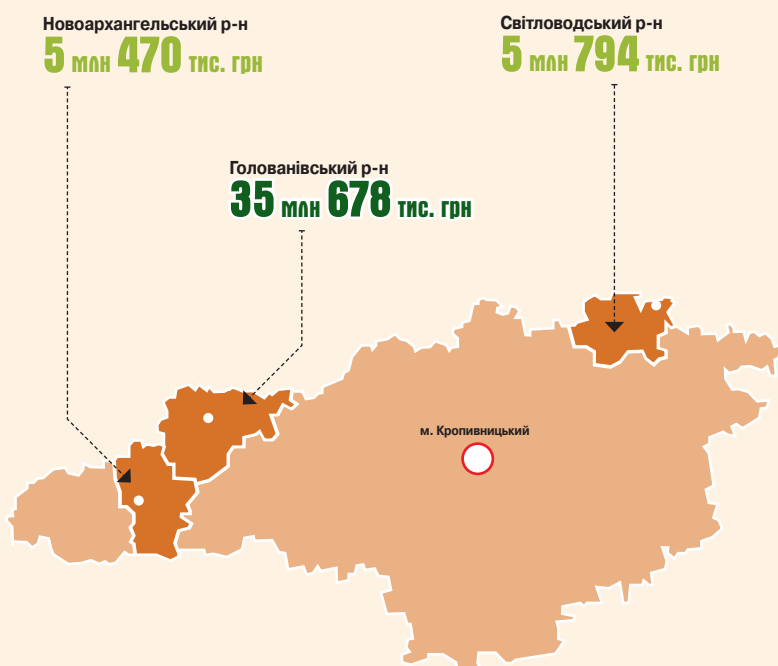 Новоархангельський р-н
5 млн 470 тис. грн
Світловодський р-н
5 млн 794 тис. грн
Голованівський р-н
35 млн 678 тис. грн
м. Кропивницький